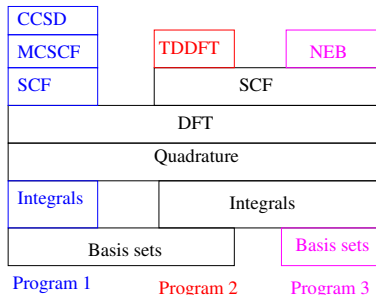 CCSD
MCSCF TDDFT NEB
SCF SCF
DFT
Quadrature
Integrals Integrals
Basis sets Basis sets
Program 1 Program 2 Program 3